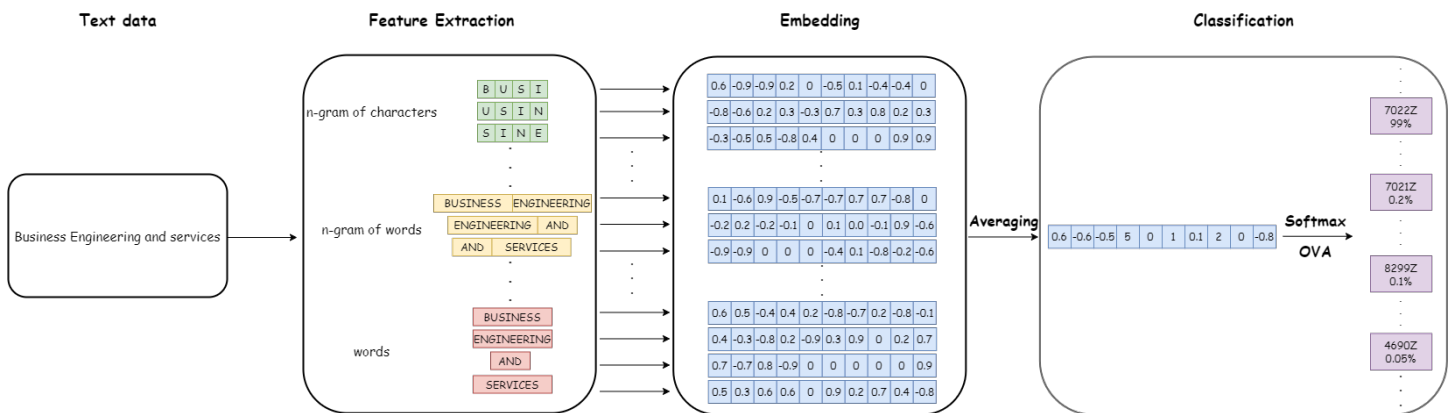 Text data
Feature Extraction
Embedding
Classification
Business Engineering and services
n-gram of characters
B U S I
U S I N
S I N E
n-gram of words
BUSINESS ENGINEERING
ENGINEERING AND
AND SERVICES
words
BUSINESS
ENGINEERING
AND
SERVICES
0.6 -0.9 -0.9 0.2 0 -0.5 0.1 -0.4 -0.4 0
-0.8 -0.6 0.2 0.3 -0.3 0.7 0.3 0.8 0.2 0.3
-0.3 -0.5 0.5 -0.8 0.4 0 0 0 0.9 0.9
0.1 -0.6 0.9 -0.5 -0.7 -0.7 0.7 0.7 -0.8 0
-0.2 0.2 -0.2 -0.1 0 0.1 0.0 -0.1 0.9 -0.6
-0.9 -0.9 0 0 0 -0.4 0.1 -0.8 -0.2 -0.6
0.6 0.5 -0.4 0.4 0.2 -0.8 -0.7 0.2 -0.8 -0.1
0.4 -0.3 -0.8 0.2 -0.9 0.3 0.9 0 0.2 0.7
0.7 -0.7 0.8 -0.9 0 0 0 0 0 0.9
0.5 0.3 0.6 0.6 0 0.9 0.2 0.7 0.4 -0.8
Averaging
0.6 -0.6 -0.5 5 0 1 0.1 2 0 -0.8
Softmax
OVA
7022Z
99%
7021Z
0.2%
8299Z
0.1%
4690Z
0.05%